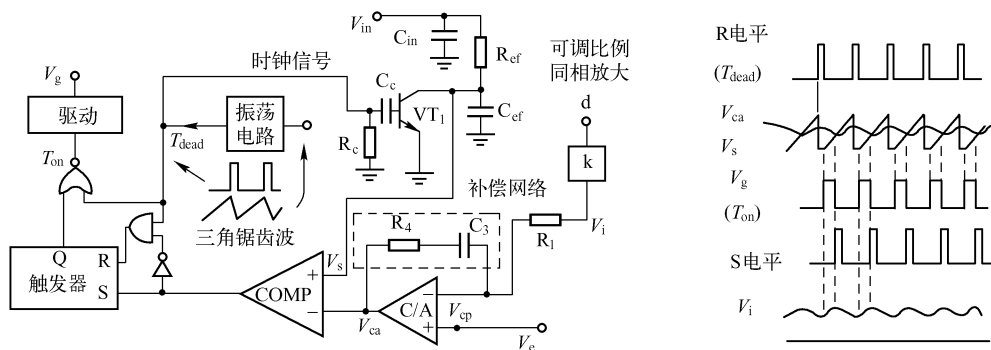 V_in
C_in
R_ef
可调比例
同相放大
d
k
V_g
驱动
T_on
时钟信号
振荡
电路
T_dead
C_c
R_c
VT_1
C_ef
三角锯齿波
补偿网络
R_4
C_3
R_1
V_i
Q
R
S
触发器
COMP
V_s
+
−
C/A
−
+
V_ca
V_cp
V_e
R电平
(T_dead)
V_ca
V_s
V_g
(T_on)
S电平
V_i